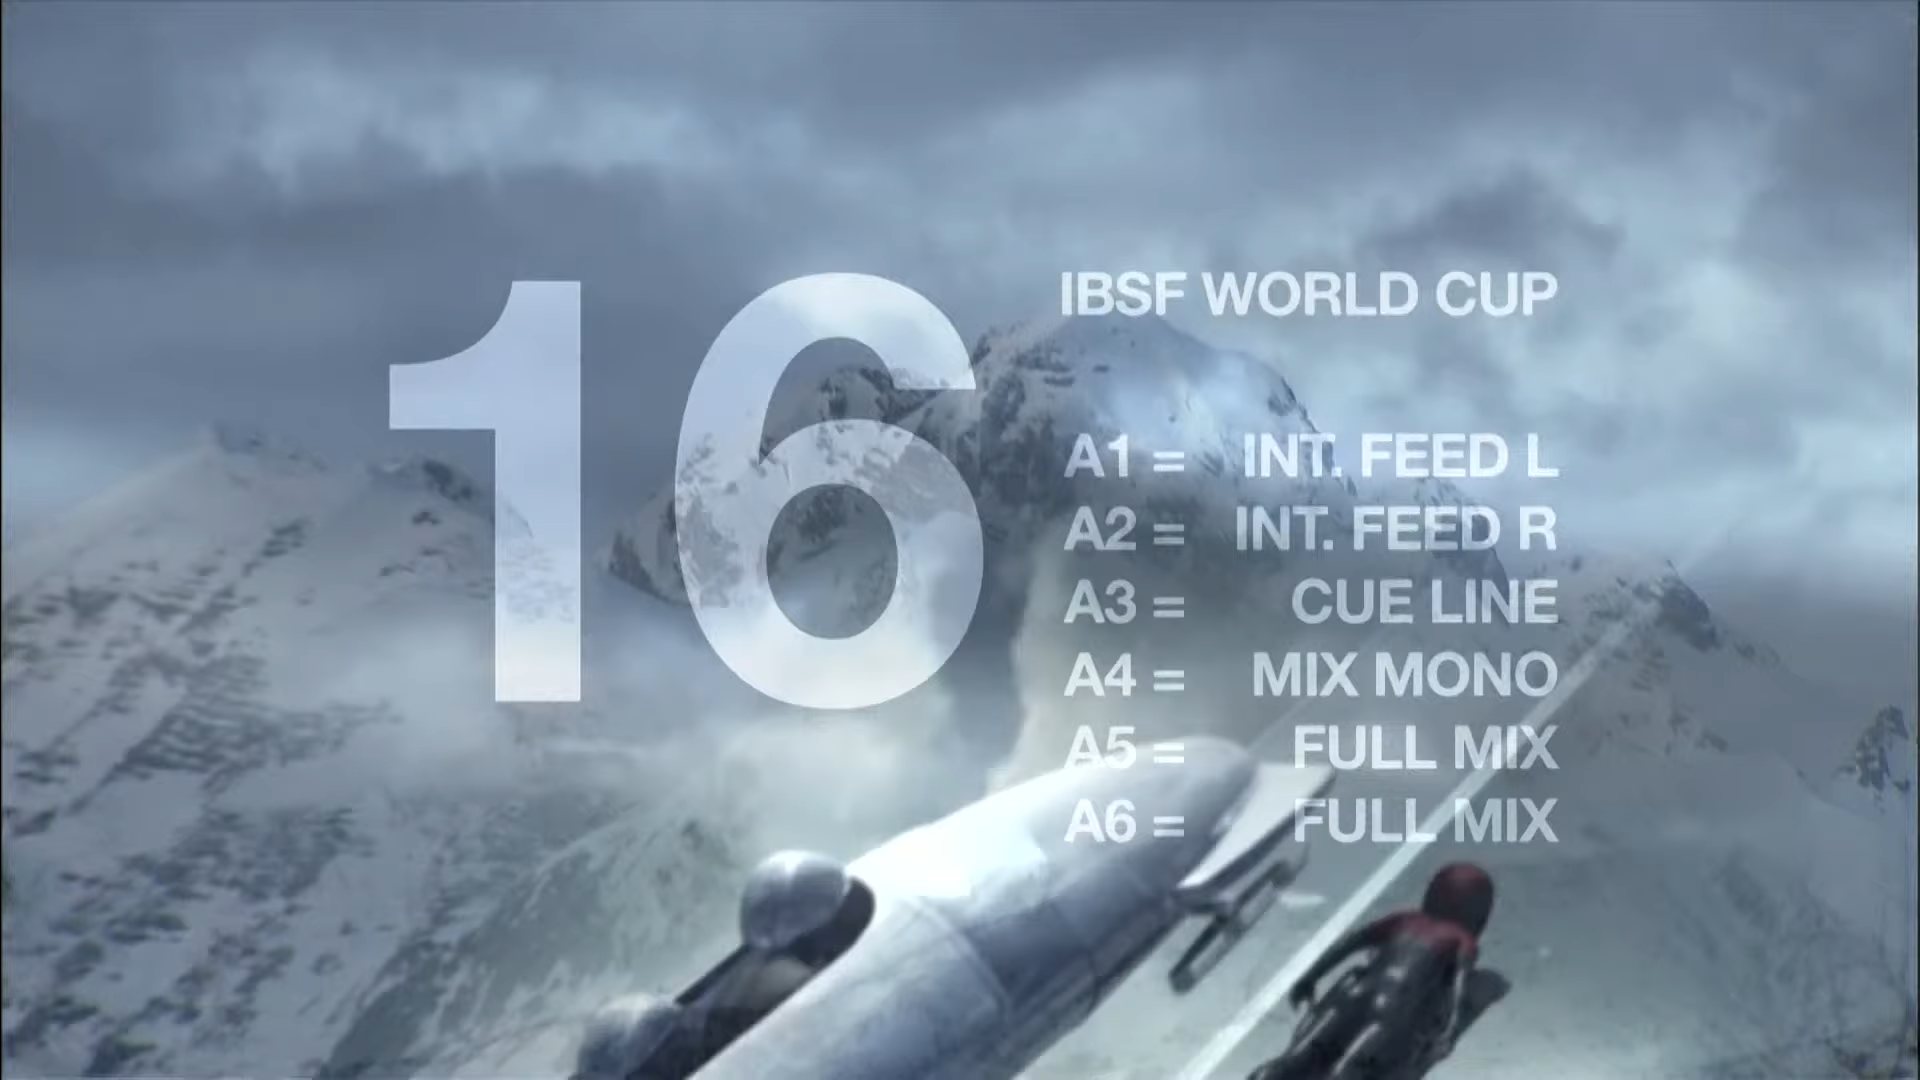 16
IBSF WORLD CUP
A1 = INT. FEED L
A2 = INT. FEED R
A3 = CUE LINE
A4 = MIX MONO
A5 = FULL MIX
A6 = FULL MIX